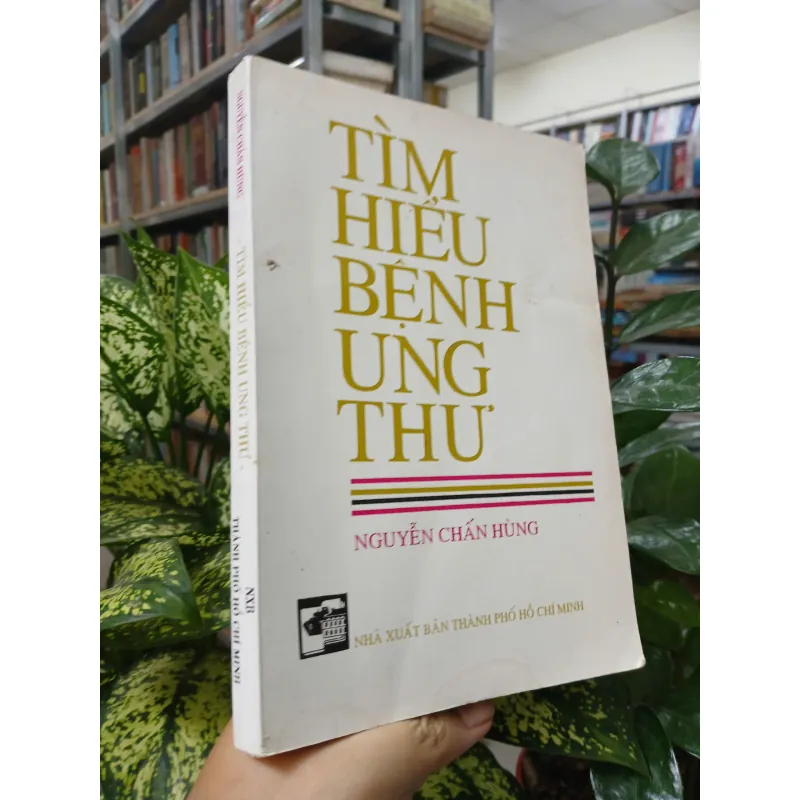 TÌM
HIỂU
BỆNH
UNG
THƯ
NGUYỄN CHẤN HÙNG
NHÀ XUẤT BẢN THÀNH PHỐ HỒ CHÍ MINH
NGUYỄN CHẤN HÙNG
- TÌM HIỂU BỆNH UNG THƯ -
NXB
THÀNH PHỐ HỒ CHÍ MINH